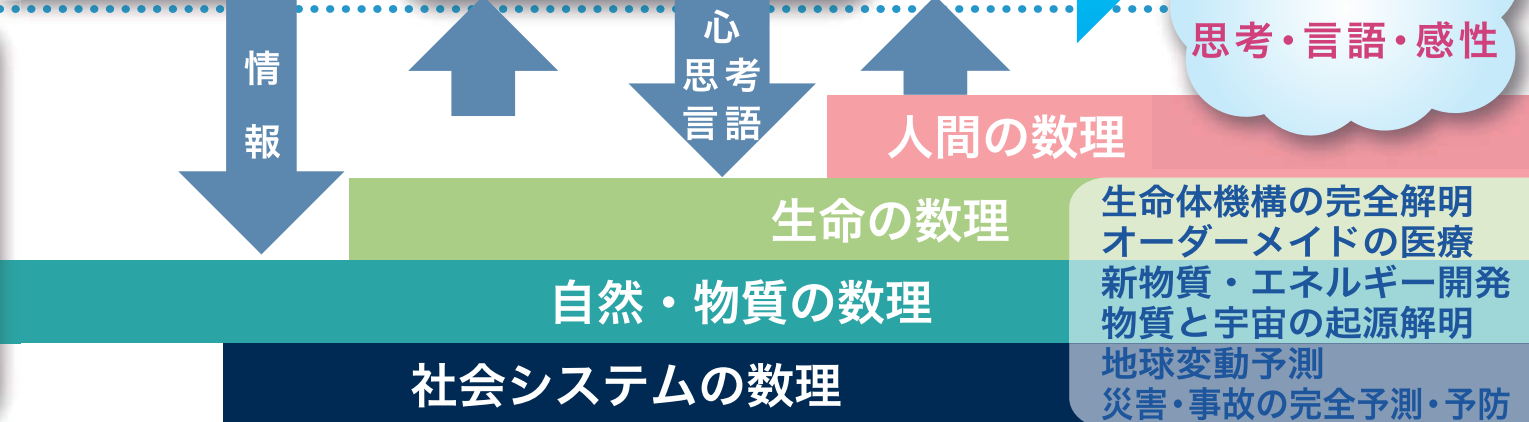 情
報
心
思考
言語
思考・言語・感性
人間の数理
生命の数理
自然・物質の数理
社会システムの数理
生命体機構の完全解明
オーダーメイドの医療
新物質・エネルギー開発
物質と宇宙の起源解明
地球変動予測
災害・事故の完全予測・予防